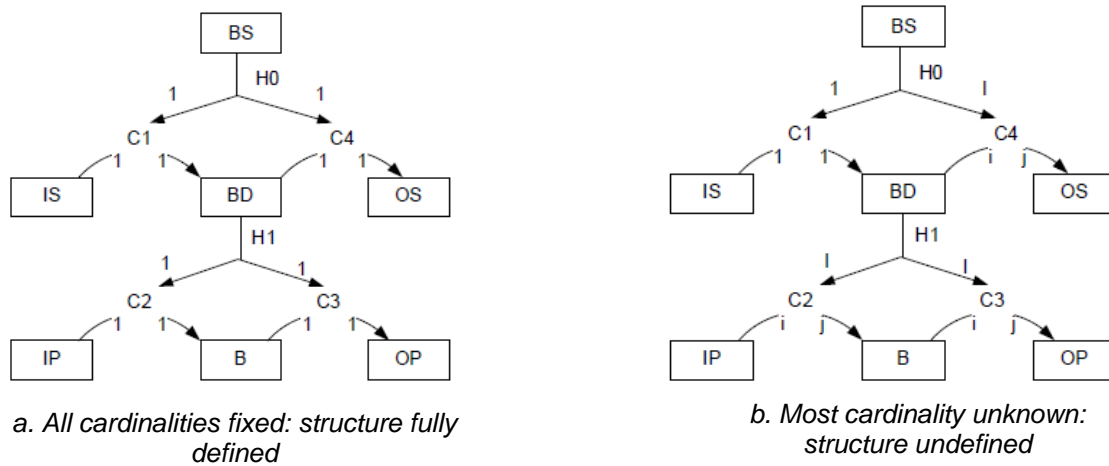 BS
H0
1 1
C1 C4
1 1 1 1
IS BD OS
H1
1 1
C2 C3
1 1 1 1
IP B OP
a. All cardinalities fixed: structure fully
defined
BS
H0
1 l
C1 C4
1 1 i j
IS BD OS
H1
l l
C2 C3
i j i j
IP B OP
b. Most cardinality unknown:
structure undefined